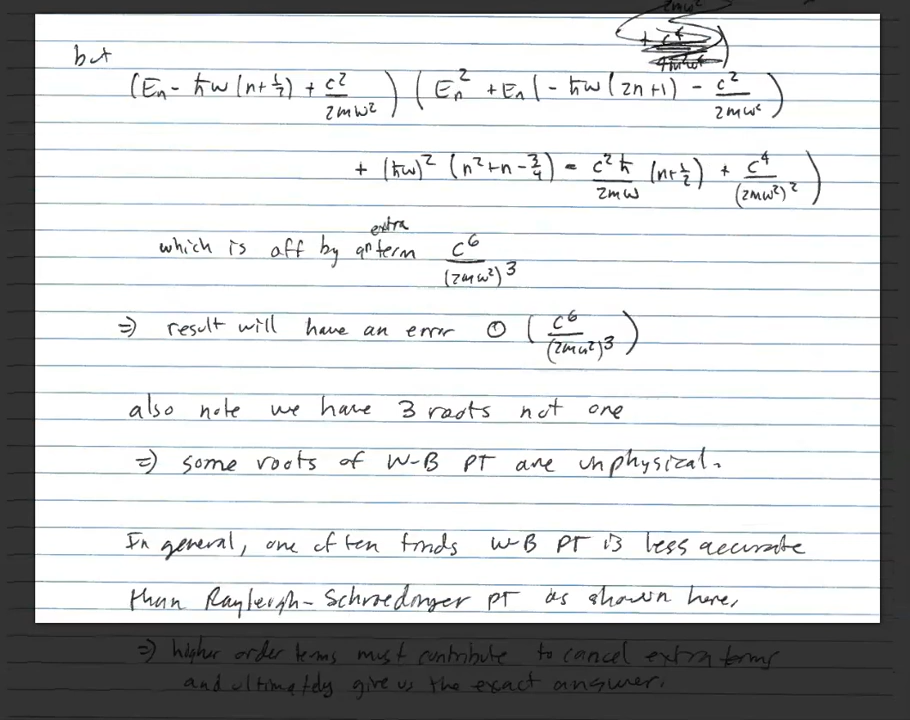 but
(E_n - ħω(n+½) + c²/2mω²) (E_n² + E_n(-ħω(2n+1) - c²/2mω²)
+ (ħω)² (n²+n-¾) - c²ħ/2mω (n+½) + c⁴/(2mω²)²)
which is off by an extra term c⁶/(2mω²)³
⇒ result will have an error O(c⁶/(2mω²)³)
also note we have 3 roots not one
⇒ some roots of W-B PT are unphysical.
In general, one often finds W-B PT is less accurate
than Rayleigh-Schroedinger PT as shown here,
⇒ higher order terms must contribute to cancel extra terms
and ultimately give us the exact answer.